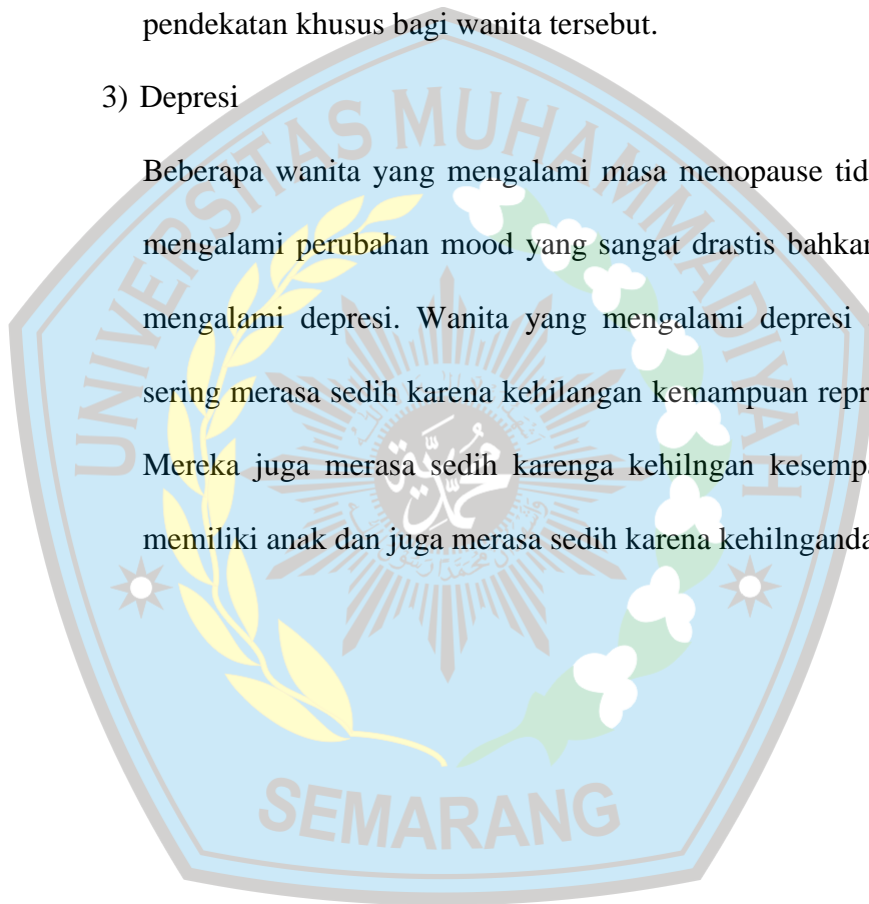 pendekatan khusus bagi wanita tersebut.
3) Depresi
Beberapa wanita yang mengalami masa menopause tid
mengalami perubahan mood yang sangat drastis bahkan
mengalami depresi. Wanita yang mengalami depresi
sering merasa sedih karena kehilangan kemampuan repr
Mereka juga merasa sedih karenga kehilngan kesempa
memiliki anak dan juga merasa sedih karena kehilnganda
UNIVERSITAS MUHAMMADIYAH
SEMARANG